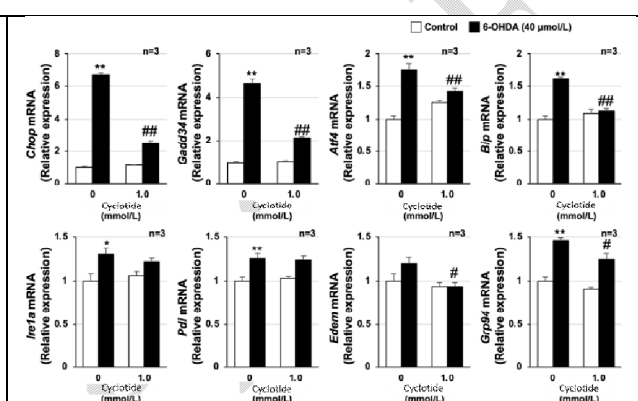 Control 6-OHDA (40 μmol/L)
n=3
Chop mRNA
(Relative expression)
8
6
4
2
0
**
##
0 1.0
Cyclotide
(mmol/L)
n=3
Gadd34 mRNA
(Relative expression)
6
4
2
0
**
##
0 1.0
Cyclotide
(mmol/L)
n=3
Atf4 mRNA
(Relative expression)
2
1.5
1
0.5
0
**
##
0 1.0
Cyclotide
(mmol/L)
n=3
Bip mRNA
(Relative expression)
2
1.5
1
0.5
0
**
##
0 1.0
Cyclotide
(mmol/L)
n=3
Ire1a mRNA
(Relative expression)
1.5
1
0.5
0
*
0 1.0
Cyclotide
mmol/L)
n=3
Pdi mRNA
(Relative expression)
1.5
1
0.5
0
**
0 1.0
Cyclotide
mmol/L)
n=3
Edem mRNA
(Relative expression)
1.5
1
0.5
0
#
0 1.0
Cyclotide
(mmol/L)
n=3
Grp94 mRNA
(Relative expression)
1.5
1
0.5
0
**
#
0 1.0
Cyclotide
(mmol/L)